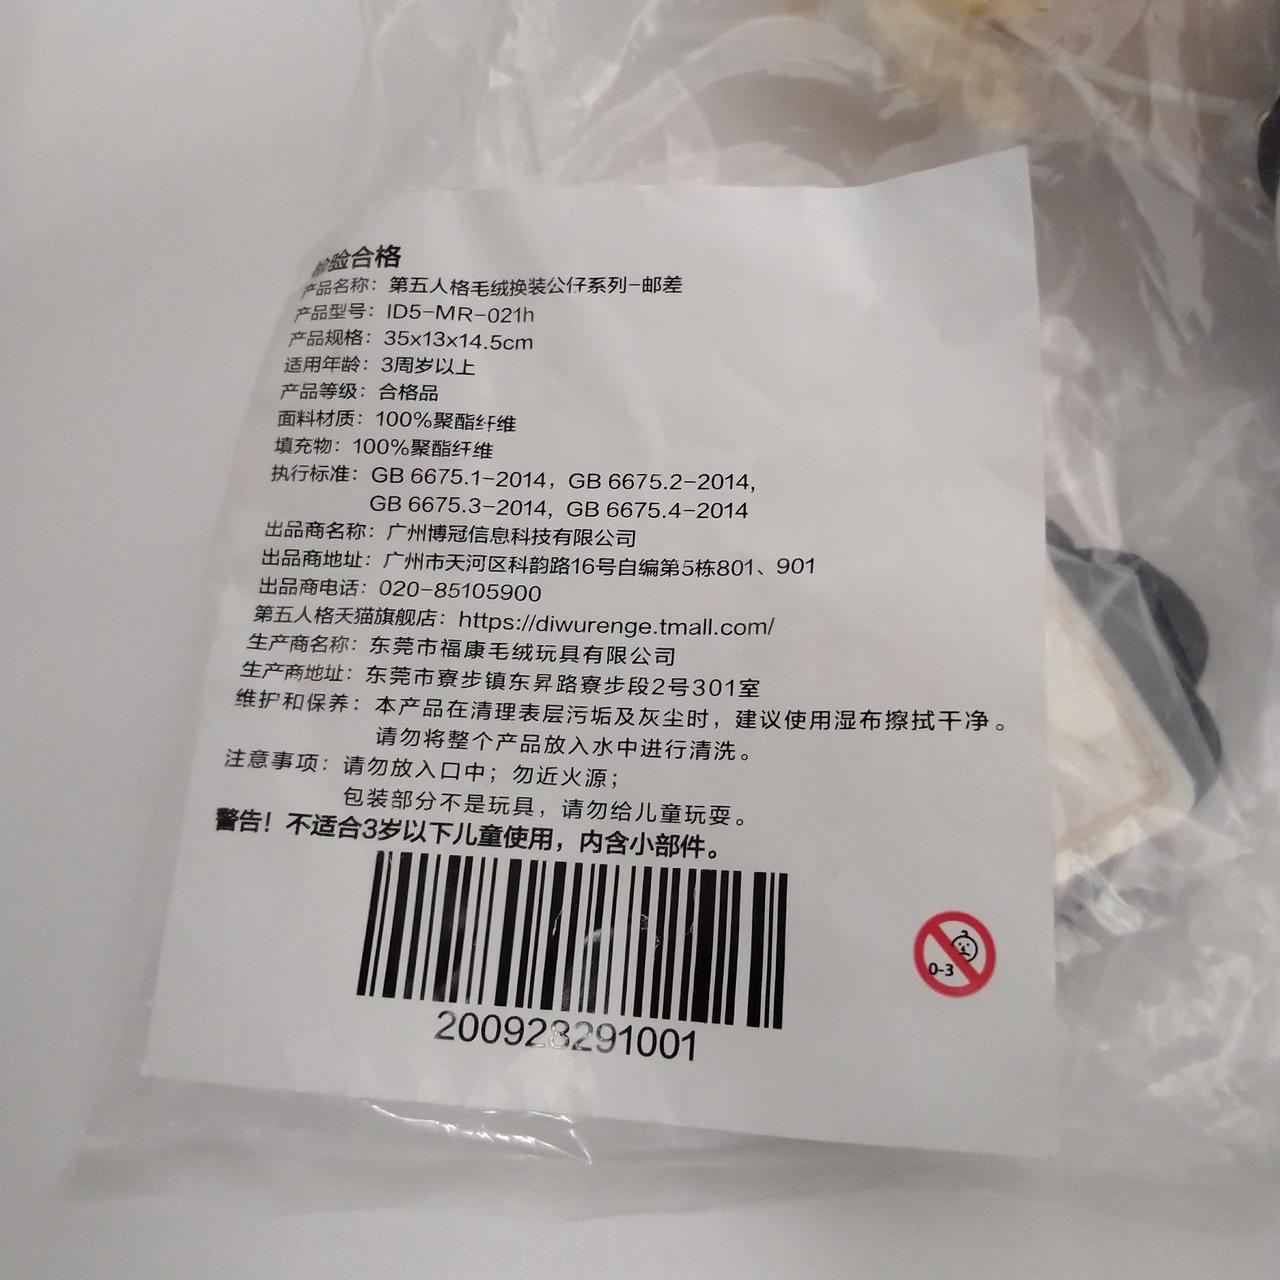 检验合格
产品名称：第五人格毛绒换装公仔系列-邮差
产品型号：ID5-MR-021h
产品规格：35x13x14.5cm
适用年龄：3周岁以上
产品等级：合格品
面料材质：100%聚酯纤维
填充物：100%聚酯纤维
执行标准：GB 6675.1-2014，GB 6675.2-2014,
GB 6675.3-2014，GB 6675.4-2014
出品商名称：广州博冠信息科技有限公司
出品商地址：广州市天河区科韵路16号自编第5栋801、901
出品商电话：020-85105900
第五人格天猫旗舰店：https://diwurenge.tmall.com/
生产商名称：东莞市福康毛绒玩具有限公司
生产商地址：东莞市寮步镇东昇路寮步段2号301室
维护和保养：本产品在清理表层污垢及灰尘时，建议使用湿布擦拭干净。
请勿将整个产品放入水中进行清洗。
注意事项：请勿放入口中；勿近火源；
包装部分不是玩具，请勿给儿童玩耍。
警告！不适合3岁以下儿童使用，内含小部件。
0-3
200928291001